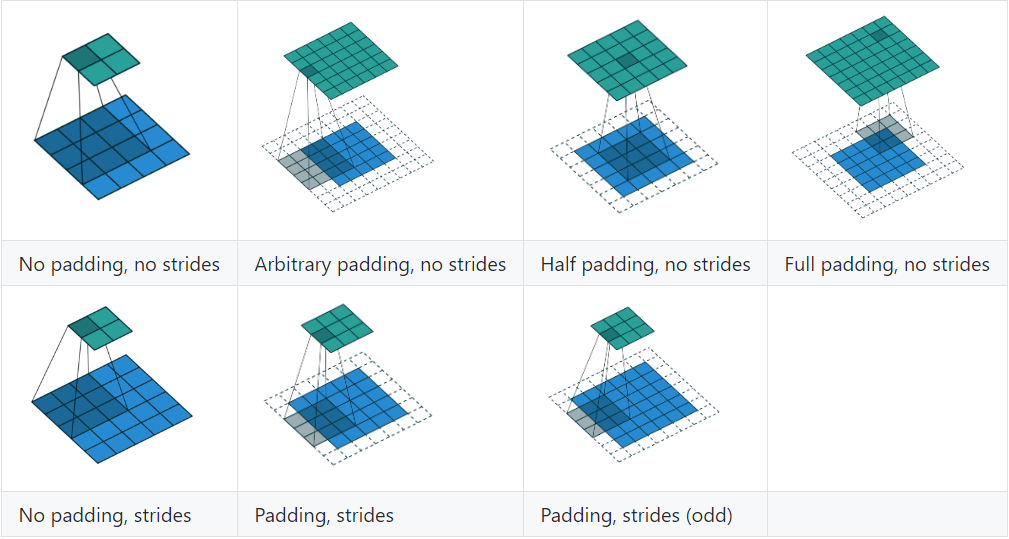 No padding, no strides
Arbitrary padding, no strides
Half padding, no strides
Full padding, no strides
No padding, strides
Padding, strides
Padding, strides (odd)